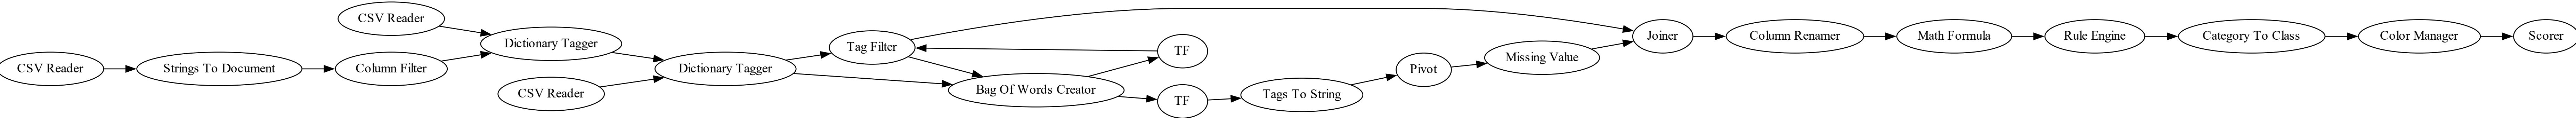 CSV Reader
CSV Reader
Strings To Document
Column Filter
Dictionary Tagger
CSV Reader
Dictionary Tagger
Tag Filter
Bag Of Words Creator
TF
TF
Tags To String
Pivot
Missing Value
Joiner
Column Renamer
Math Formula
Rule Engine
Category To Class
Color Manager
Scorer